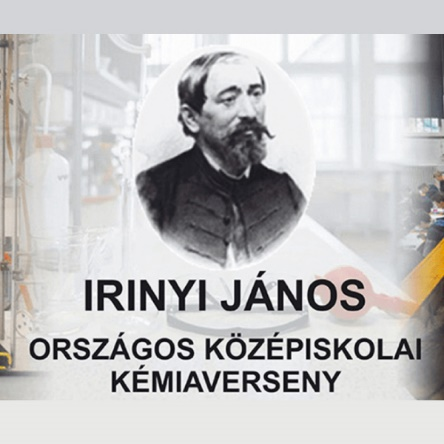 IRINYI JÁNOS
ORSZÁGOS KÖZÉPISKOLAI
KÉMIAVERSENY